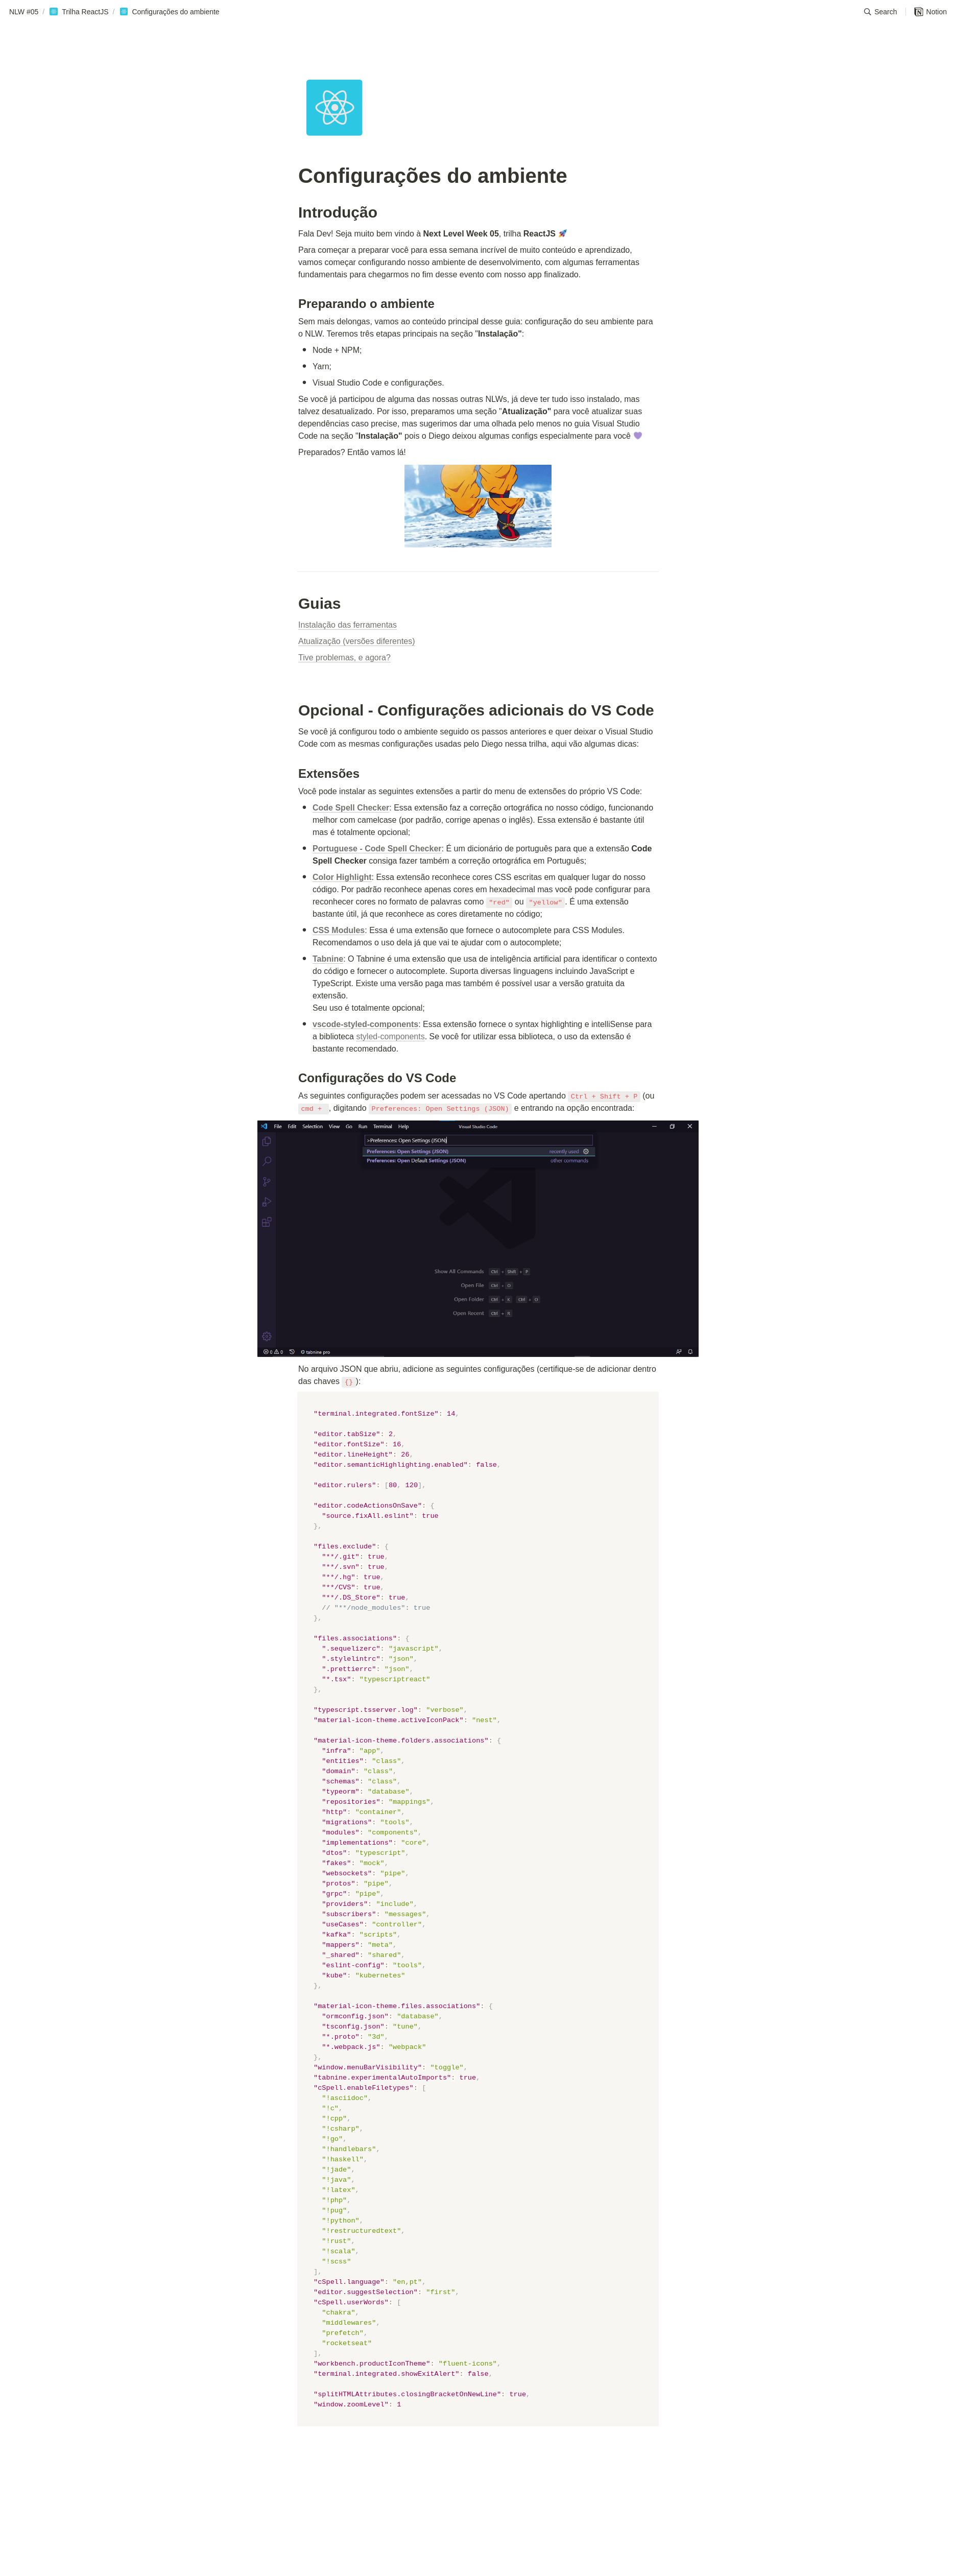 NLW #05 / Trilha ReactJS / Configurações do ambiente
Search
Notion
Configurações do ambiente
Introdução
Fala Dev! Seja muito bem vindo à Next Level Week 05, trilha ReactJS 🚀
Para começar a preparar você para essa semana incrível de muito conteúdo e aprendizado,
vamos começar configurando nosso ambiente de desenvolvimento, com algumas ferramentas
fundamentais para chegarmos no fim desse evento com nosso app finalizado.
Preparando o ambiente
Sem mais delongas, vamos ao conteúdo principal desse guia: configuração do seu ambiente para
o NLW. Teremos três etapas principais na seção "Instalação":
• Node + NPM;
• Yarn;
• Visual Studio Code e configurações.
Se você já participou de alguma das nossas outras NLWs, já deve ter tudo isso instalado, mas
talvez desatualizado. Por isso, preparamos uma seção "Atualização" para você atualizar suas
dependências caso precise, mas sugerimos dar uma olhada pelo menos no guia Visual Studio
Code na seção "Instalação" pois o Diego deixou algumas configs especialmente para você 💜
Preparados? Então vamos lá!
Guias
Instalação das ferramentas
Atualização (versões diferentes)
Tive problemas, e agora?
Opcional - Configurações adicionais do VS Code
Se você já configurou todo o ambiente seguido os passos anteriores e quer deixar o Visual Studio
Code com as mesmas configurações usadas pelo Diego nessa trilha, aqui vão algumas dicas:
Extensões
Você pode instalar as seguintes extensões a partir do menu de extensões do próprio VS Code:
• Code Spell Checker: Essa extensão faz a correção ortográfica no nosso código, funcionando
melhor com camelcase (por padrão, corrige apenas o inglês). Essa extensão é bastante útil
mas é totalmente opcional;
• Portuguese - Code Spell Checker: É um dicionário de português para que a extensão Code
Spell Checker consiga fazer também a correção ortográfica em Português;
• Color Highlight: Essa extensão reconhece cores CSS escritas em qualquer lugar do nosso
código. Por padrão reconhece apenas cores em hexadecimal mas você pode configurar para
reconhecer cores no formato de palavras como "red" ou "yellow". É uma extensão
bastante útil, já que reconhece as cores diretamente no código;
• CSS Modules: Essa é uma extensão que fornece o autocomplete para CSS Modules.
Recomendamos o uso dela já que vai te ajudar com o autocomplete;
• Tabnine: O Tabnine é uma extensão que usa de inteligência artificial para identificar o contexto
do código e fornecer o autocomplete. Suporta diversas linguagens incluindo JavaScript e
TypeScript. Existe uma versão paga mas também é possível usar a versão gratuita da
extensão.
Seu uso é totalmente opcional;
• vscode-styled-components: Essa extensão fornece o syntax highlighting e intelliSense para
a biblioteca styled-components. Se você for utilizar essa biblioteca, o uso da extensão é
bastante recomendado.
Configurações do VS Code
As seguintes configurações podem ser acessadas no VS Code apertando Ctrl + Shift + P (ou
cmd + , digitando Preferences: Open Settings (JSON) e entrando na opção encontrada:
File Edit Selection View Go Run Terminal Help
Visual Studio Code
>Preferences: Open Settings (JSON)
Preferences: Open Settings (JSON) recently used
Preferences: Open Default Settings (JSON) other commands
Show All Commands Ctrl + Shift + P
Open File Ctrl + O
Open Folder Ctrl + K Ctrl + O
Open Recent Ctrl + R
0 0 tabnine pro
No arquivo JSON que abriu, adicione as seguintes configurações (certifique-se de adicionar dentro
das chaves {}):
"terminal.integrated.fontSize": 14,
"editor.tabSize": 2,
"editor.fontSize": 16,
"editor.lineHeight": 26,
"editor.semanticHighlighting.enabled": false,
"editor.rulers": [80, 120],
"editor.codeActionsOnSave": {
"source.fixAll.eslint": true
},
"files.exclude": {
"**/.git": true,
"**/.svn": true,
"**/.hg": true,
"**/CVS": true,
"**/.DS_Store": true,
// "**/node_modules": true
},
"files.associations": {
".sequelizerc": "javascript",
".stylelintrc": "json",
".prettierrc": "json",
"*.tsx": "typescriptreact"
},
"typescript.tsserver.log": "verbose",
"material-icon-theme.activeIconPack": "nest",
"material-icon-theme.folders.associations": {
"infra": "app",
"entities": "class",
"domain": "class",
"schemas": "class",
"typeorm": "database",
"repositories": "mappings",
"http": "container",
"migrations": "tools",
"modules": "components",
"implementations": "core",
"dtos": "typescript",
"fakes": "mock",
"websockets": "pipe",
"protos": "pipe",
"grpc": "pipe",
"providers": "include",
"subscribers": "messages",
"useCases": "controller",
"kafka": "scripts",
"mappers": "meta",
"_shared": "shared",
"eslint-config": "tools",
"kube": "kubernetes"
},
"material-icon-theme.files.associations": {
"ormconfig.json": "database",
"tsconfig.json": "tune",
"*.proto": "3d",
"*.webpack.js": "webpack"
},
"window.menuBarVisibility": "toggle",
"tabnine.experimentalAutoImports": true,
"cSpell.enableFiletypes": [
"!asciidoc",
"!c",
"!cpp",
"!csharp",
"!go",
"!handlebars",
"!haskell",
"!jade",
"!java",
"!latex",
"!php",
"!pug",
"!python",
"!restructuredtext",
"!rust",
"!scala",
"!scss"
],
"cSpell.language": "en,pt",
"editor.suggestSelection": "first",
"cSpell.userWords": [
"chakra",
"middlewares",
"prefetch",
"rocketseat"
],
"workbench.productIconTheme": "fluent-icons",
"terminal.integrated.showExitAlert": false,
"splitHTMLAttributes.closingBracketOnNewLine": true,
"window.zoomLevel": 1